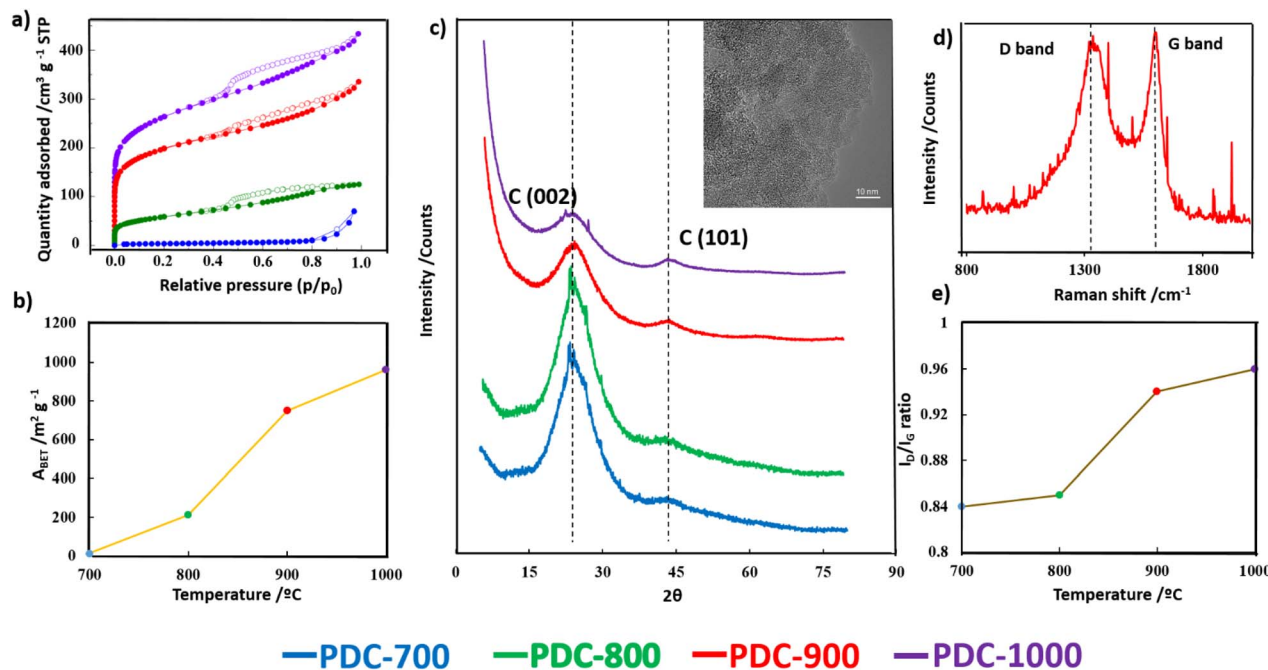 a)
Quantity adsorbed /cm³ g ⁻¹ STP
400
300
200
100
0
0.0 0.2 0.4 0.6 0.8 1.0
Relative pressure (p/p₀)
b)
A_BET /m² g ⁻¹
1200
1000
800
600
400
200
0
700 800 900 1000
Temperature /ºC
c)
Intensity /Counts
C (002)
C (101)
10 nm
0 15 30 45 60 75 90
2θ
d)
D band
G band
Intensity /Counts
800 1300 1800
Raman shift /cm⁻¹
e)
I_D/I_G ratio
1
0.96
0.92
0.88
0.84
0.8
700 800 900 1000
Temperature /ºC
PDC-700 PDC-800 PDC-900 PDC-1000